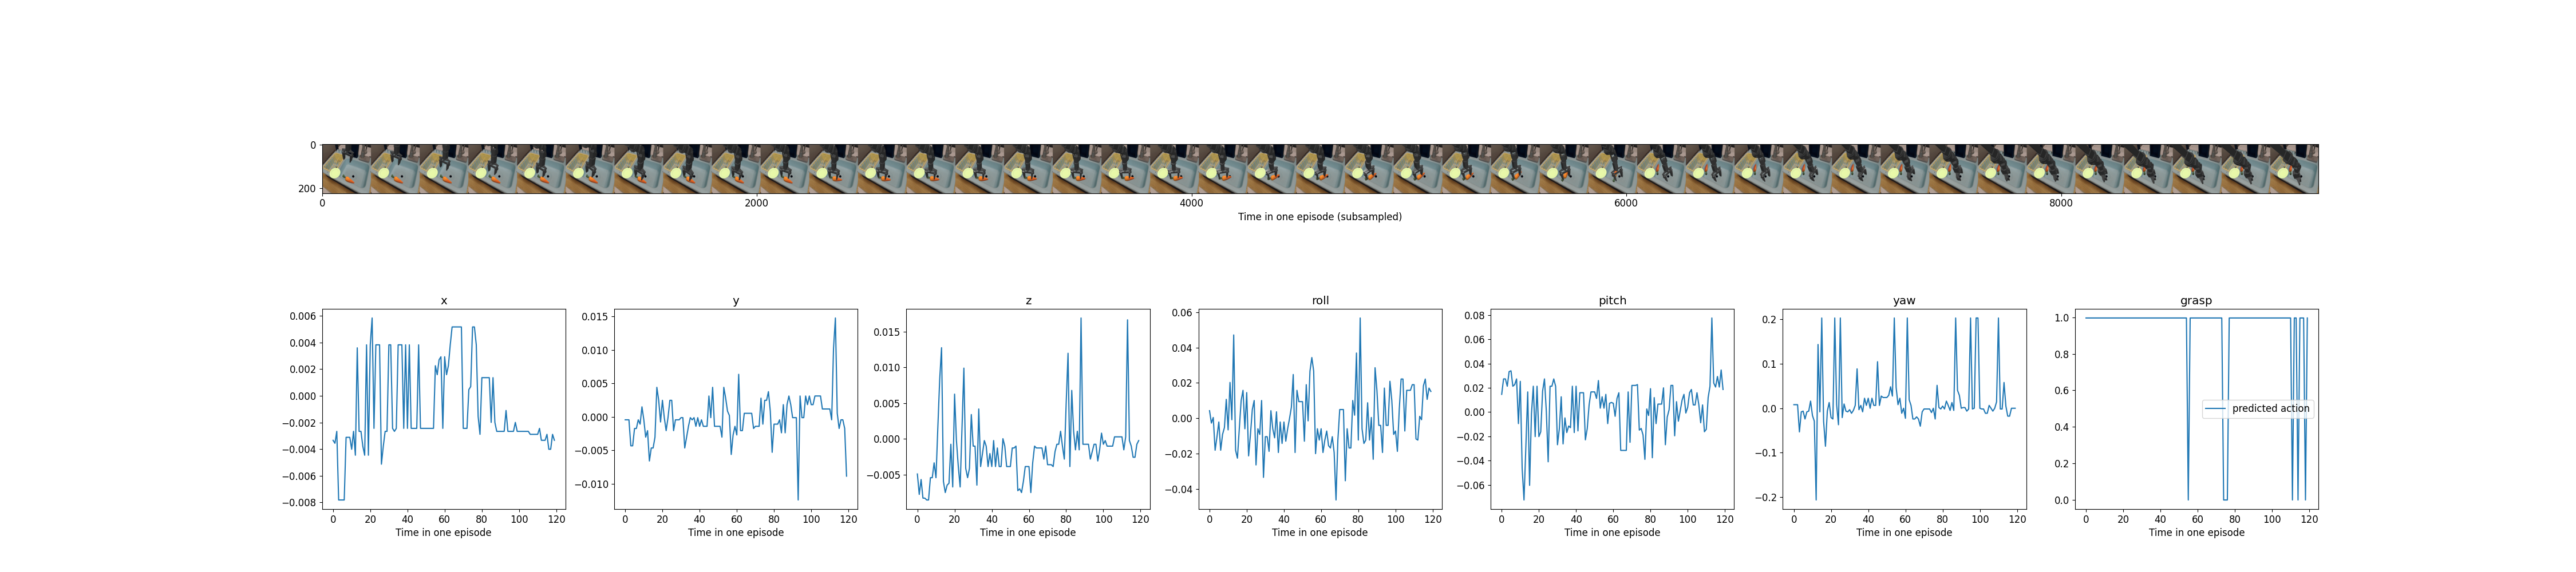 0
200
0 2000 4000 6000 8000
Time in one episode (subsampled)
x
0.006
0.004
0.002
0.000
−0.002
−0.004
−0.006
−0.008
0 20 40 60 80 100 120
Time in one episode
y
0.015
0.010
0.005
0.000
−0.005
−0.010
0 20 40 60 80 100 120
Time in one episode
z
0.015
0.010
0.005
0.000
−0.005
0 20 40 60 80 100 120
Time in one episode
roll
0.06
0.04
0.02
0.00
−0.02
−0.04
0 20 40 60 80 100 120
Time in one episode
pitch
0.08
0.06
0.04
0.02
0.00
−0.02
−0.04
−0.06
0 20 40 60 80 100 120
Time in one episode
yaw
0.2
0.1
0.0
−0.1
−0.2
0 20 40 60 80 100 120
Time in one episode
grasp
1.0
0.8
0.6
0.4
0.2
0.0
predicted action
0 20 40 60 80 100 120
Time in one episode